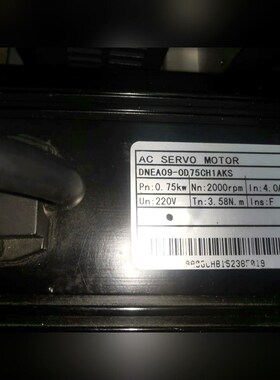 AC SERVO MOTOR
DNEA09-0D75CH1AKS
Pn: 0.75kw Nn: 2000rpm In: 4.0A
Un: 220V Tn: 3.58N.m Ins: F